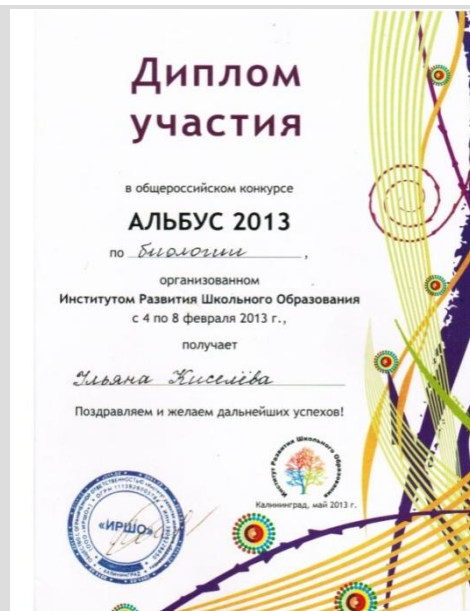 Диплом
участия
в общероссийском конкурсе
АЛЬБУС 2013
по биологии,
организованном
Институтом Развития Школьного Образования
с 4 по 8 февраля 2013 г.,
получает
Ульяна Киселёва
Поздравляем и желаем дальнейших успехов!
Институт Развития Школьного Образования
Калининград, май 2013 г.
«ИРШО»
КАЛИНИНГРАД